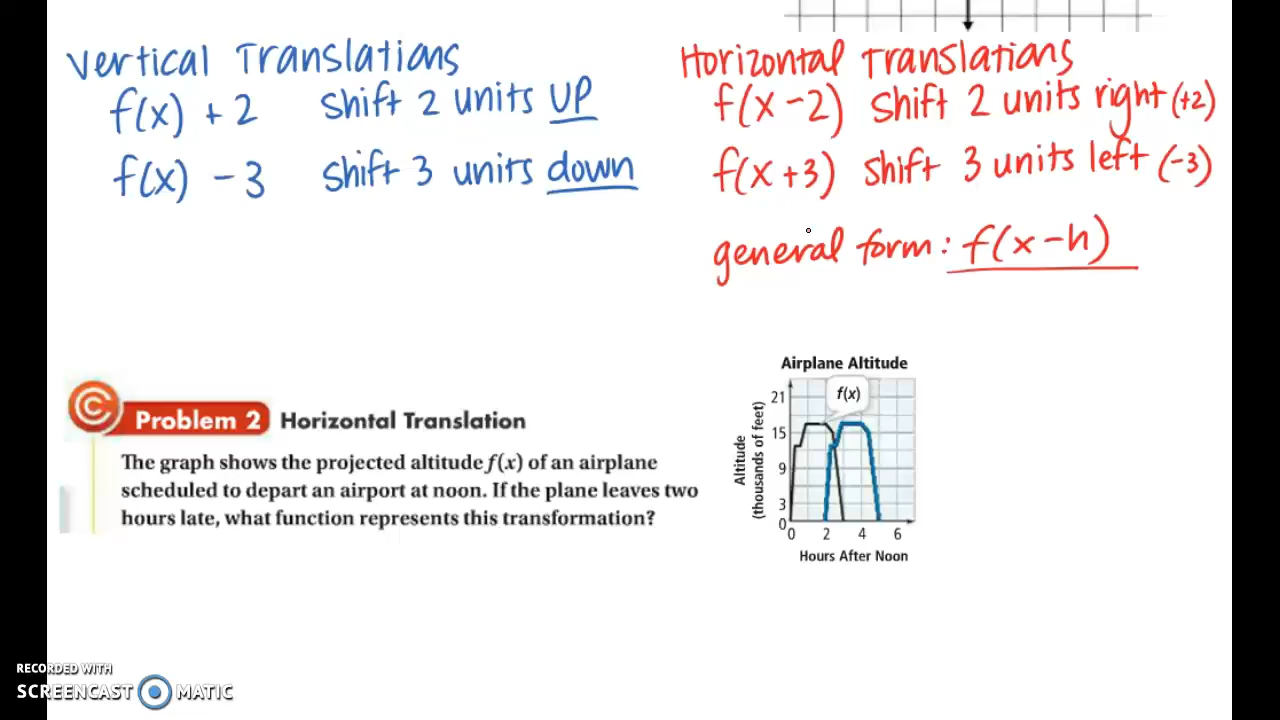 Vertical Translations
f(x) + 2 Shift 2 units UP
f(x) - 3 Shift 3 units down
Horizontal Translations
f(x - 2) shift 2 units right (+2)
f(x + 3) shift 3 units left (-3)
general form: f(x - h)
C Problem 2 Horizontal Translation
The graph shows the projected altitude f(x) of an airplane
scheduled to depart an airport at noon. If the plane leaves two
hours late, what function represents this transformation?
Airplane Altitude
f(x)
Altitude
(thousands of feet)
21
15
9
3
0
0 2 4 6
Hours After Noon
RECORDED WITH
SCREENCAST MATIC